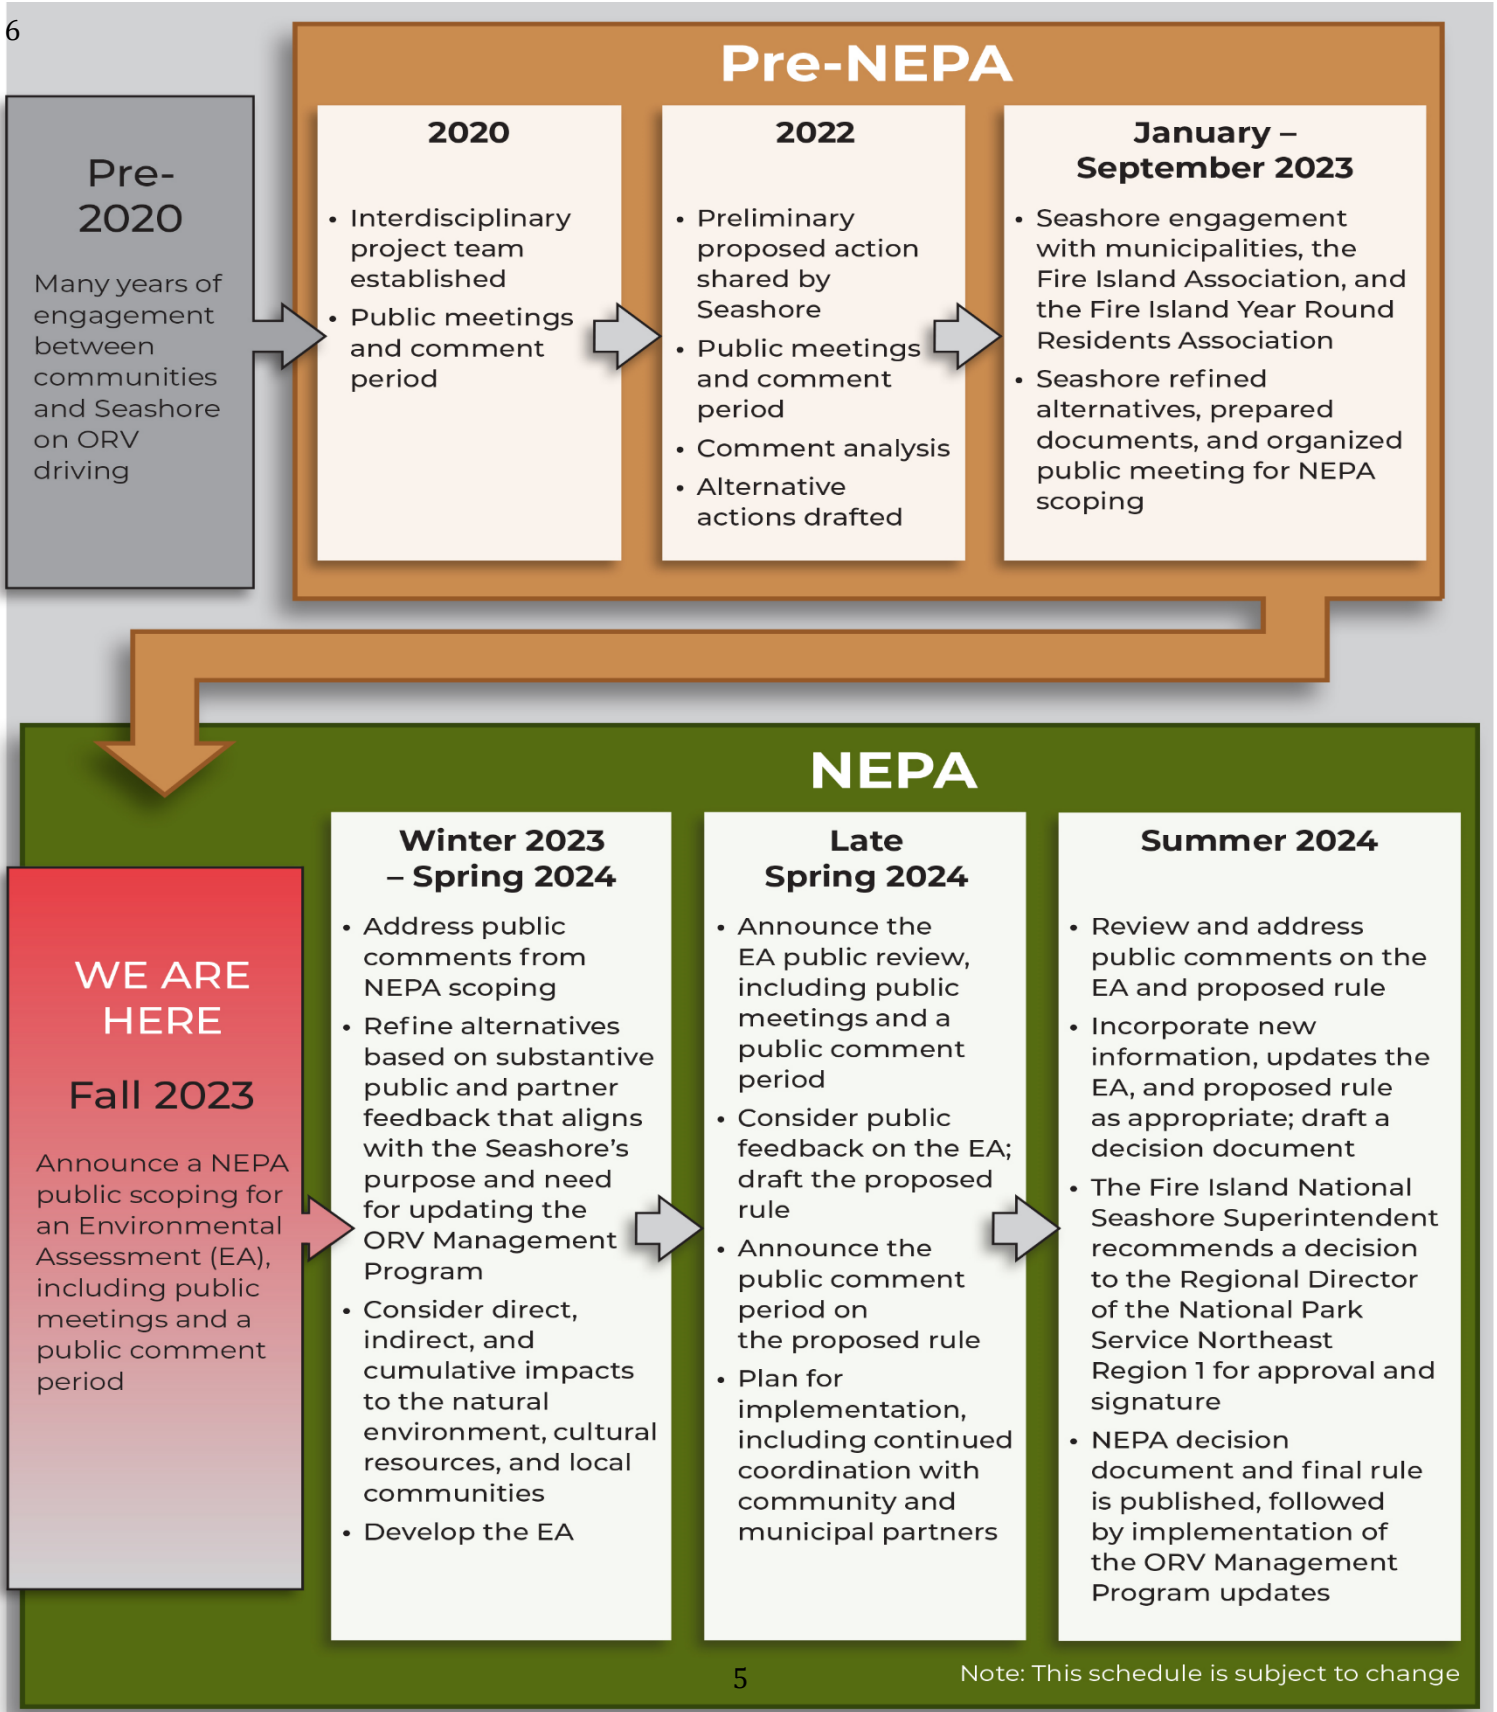 6
Pre-
2020
Many years of
engagement
between
communities
and Seashore
on ORV
driving
Pre-NEPA
2020
• Interdisciplinary
project team
established
• Public meetings
and comment
period
2022
• Preliminary
proposed action
shared by
Seashore
• Public meetings
and comment
period
• Comment analysis
• Alternative
actions drafted
January –
September 2023
• Seashore engagement
with municipalities, the
Fire Island Association, and
the Fire Island Year Round
Residents Association
• Seashore refined
alternatives, prepared
documents, and organized
public meeting for NEPA
scoping
NEPA
WE ARE
HERE
Fall 2023
Announce a NEPA
public scoping for
an Environmental
Assessment (EA),
including public
meetings and a
public comment
period
Winter 2023
– Spring 2024
• Address public
comments from
NEPA scoping
• Refine alternatives
based on substantive
public and partner
feedback that aligns
with the Seashore’s
purpose and need
for updating the
ORV Management
Program
• Consider direct,
indirect, and
cumulative impacts
to the natural
environment, cultural
resources, and local
communities
• Develop the EA
Late
Spring 2024
• Announce the
EA public review,
including public
meetings and a
public comment
period
• Consider public
feedback on the EA;
draft the proposed
rule
• Announce the
public comment
period on
the proposed rule
• Plan for
implementation,
including continued
coordination with
community and
municipal partners
Summer 2024
• Review and address
public comments on the
EA and proposed rule
• Incorporate new
information, updates the
EA, and proposed rule
as appropriate; draft a
decision document
• The Fire Island National
Seashore Superintendent
recommends a decision
to the Regional Director
of the National Park
Service Northeast
Region 1 for approval and
signature
• NEPA decision
document and final rule
is published, followed
by implementation of
the ORV Management
Program updates
5
Note: This schedule is subject to change